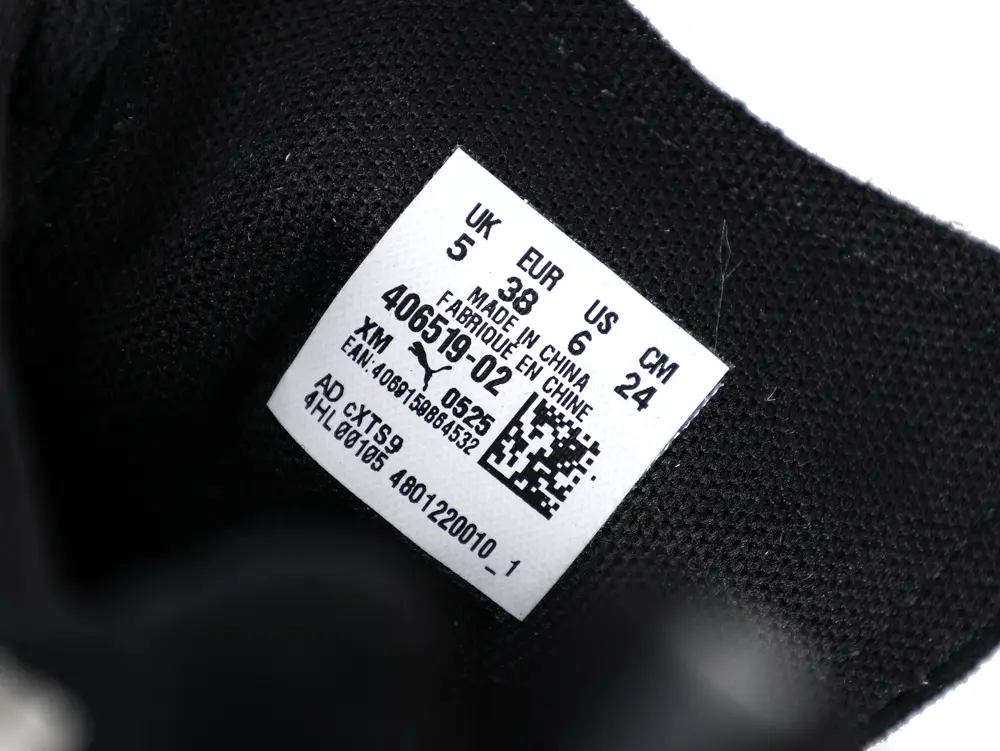 UK EUR US CM
5 38 6 24
MADE IN CHINA
FABRIQUÉ EN CHINE
406519-02
XM 0525
EAN:4069159864532
AD cXTS9
4HL00105 4801220010_1